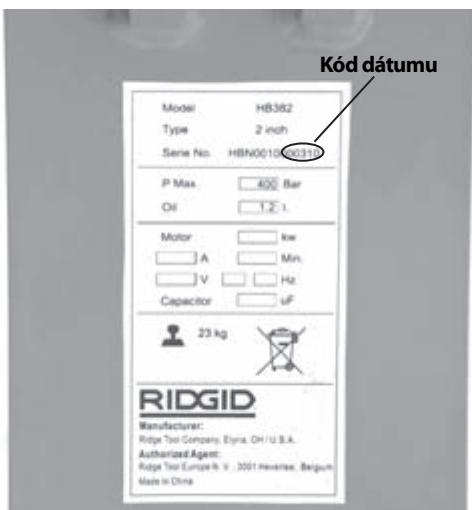 Kód dátumu
Model HB382
Type 2 inch
Serie No. HBN0010 00310
P Max. 400 Bar
Oil 1.2 l.
Motor kw
A Min.
V Hz
Capacitor uF
23 kg
RIDGID
Manufacturer:
Ridge Tool Company, Elyria, OH / U.S.A.
Authorized Agent:
Ridge Tool Europe N. V., 3001 Heverlee, Belgium
Made In China